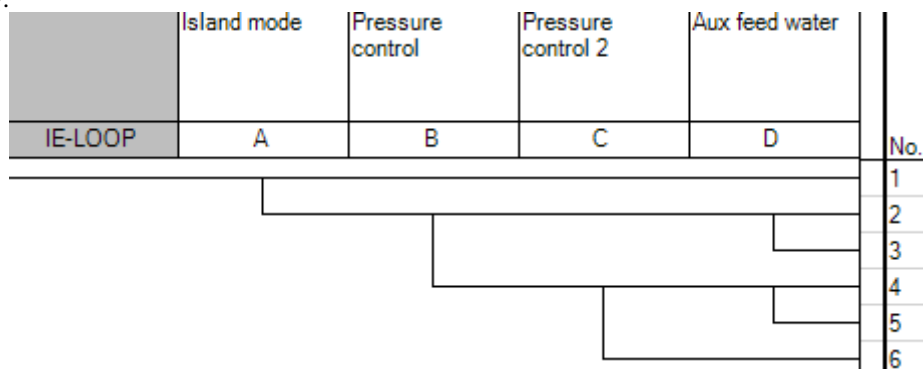 Island mode
Pressure
control
Pressure
control 2
Aux feed water
IE-LOOP
A
B
C
D
No.
1
2
3
4
5
6